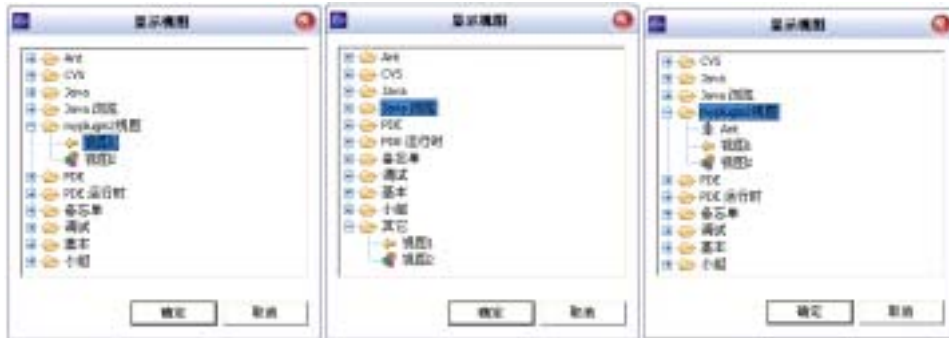 显示视图
Ant
CVS
Java
Java 浏览
myplugin2视图
视图1
视图2
PDE
PDE 运行时
备忘单
调试
基本
小组
确定
取消
显示视图
Ant
CVS
Java
Java 浏览
PDE
PDE 运行时
备忘单
调试
基本
小组
其它
视图1
视图2
确定
取消
显示视图
CVS
Java
Java 浏览
myplugin2视图
Ant
视图1
视图2
PDE
PDE 运行时
备忘单
调试
基本
小组
确定
取消